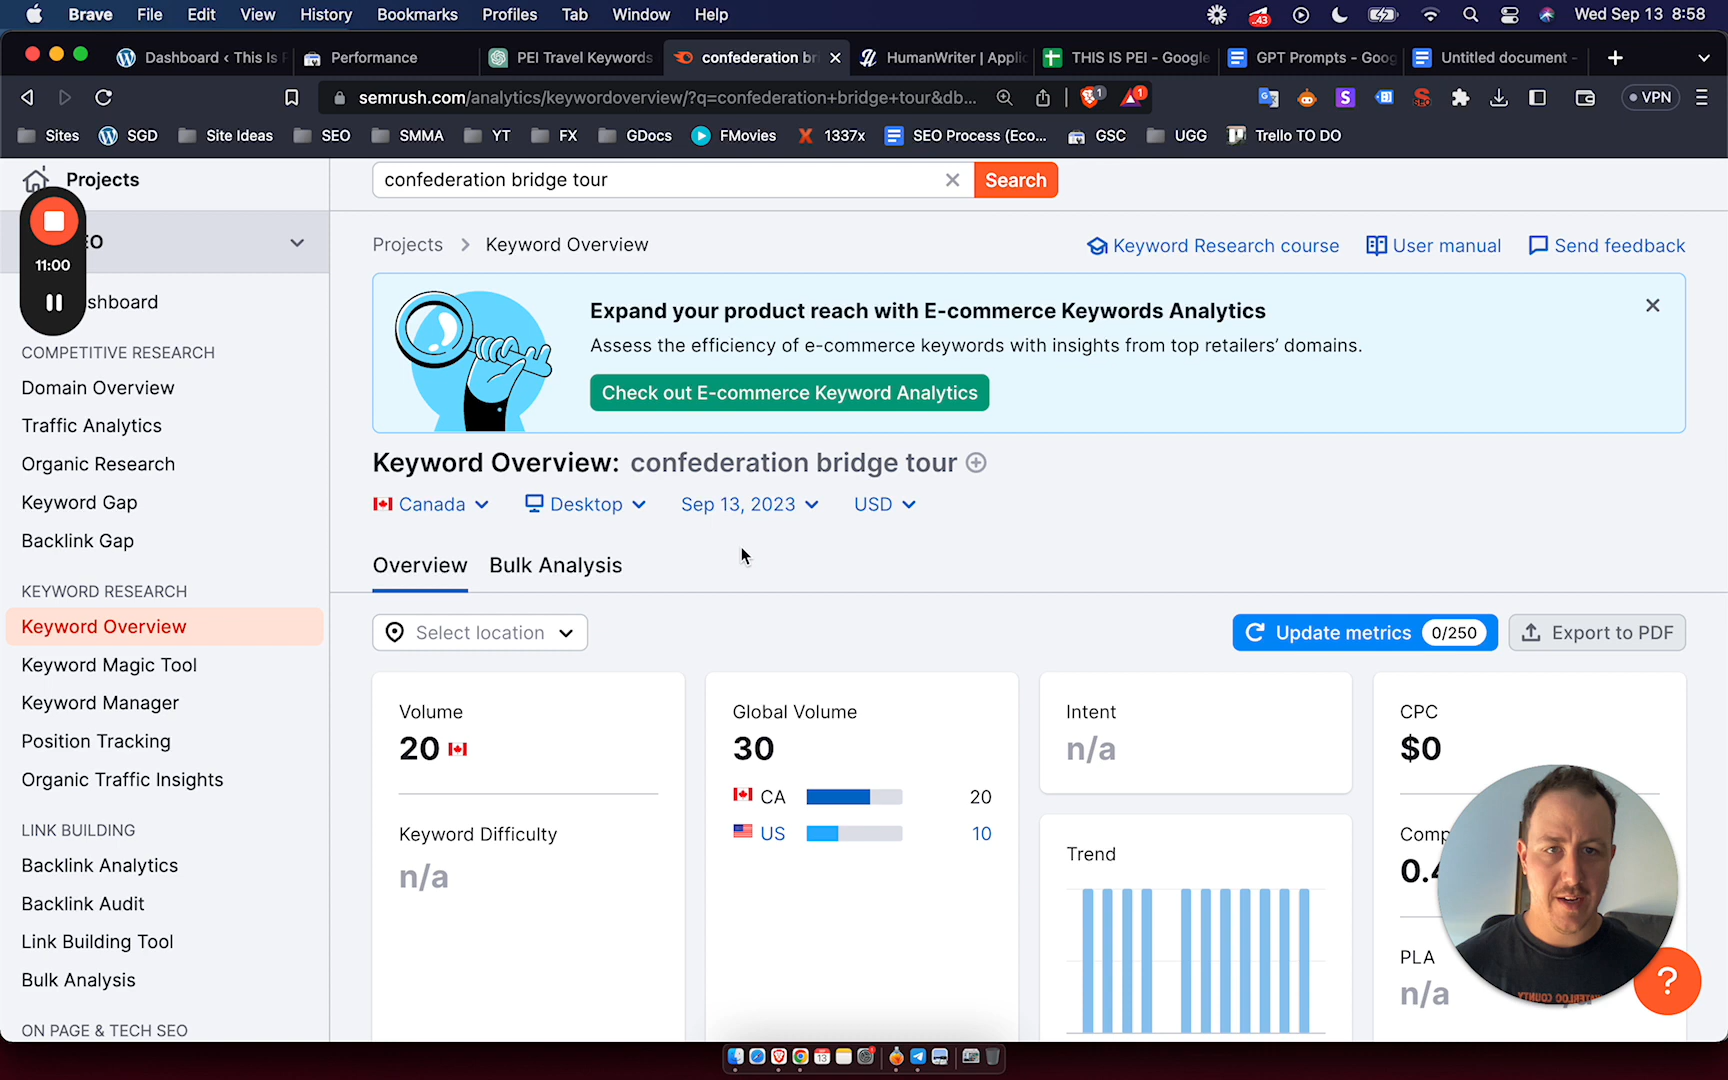 Brave File Edit View History Bookmarks Profiles Tab Window Help
.43
Wed Sep 13 8:58
Dashboard ‹ This Is P
Performance
PEI Travel Keywords
confederation br
HumanWriter | Applic
THIS IS PEI - Google
GPT Prompts - Goog
Untitled document -
semrush.com/analytics/keywordoverview/?q=confederation+bridge+tour&db...
1
1
VPN
Sites
SGD
Site Ideas
SEO
SMMA
YT
FX
GDocs
FMovies
1337x
SEO Process (Eco...
GSC
UGG
Trello TO DO
Projects
confederation bridge tour
Search
EO
11:00
shboard
COMPETITIVE RESEARCH
Domain Overview
Traffic Analytics
Organic Research
Keyword Gap
Backlink Gap
KEYWORD RESEARCH
Keyword Overview
Keyword Magic Tool
Keyword Manager
Position Tracking
Organic Traffic Insights
LINK BUILDING
Backlink Analytics
Backlink Audit
Link Building Tool
Bulk Analysis
ON PAGE & TECH SEO
Projects > Keyword Overview
Keyword Research course
User manual
Send feedback
Expand your product reach with E-commerce Keywords Analytics
Assess the efficiency of e-commerce keywords with insights from top retailers’ domains.
Check out E-commerce Keyword Analytics
Keyword Overview: confederation bridge tour
Canada
Desktop
Sep 13, 2023
USD
Overview
Bulk Analysis
Select location
Update metrics 0/250
Export to PDF
Volume
20
Keyword Difficulty
n/a
Global Volume
30
CA 20
US 10
Intent
n/a
Trend
CPC
$0
Comp
0.4
PLA
n/a
?